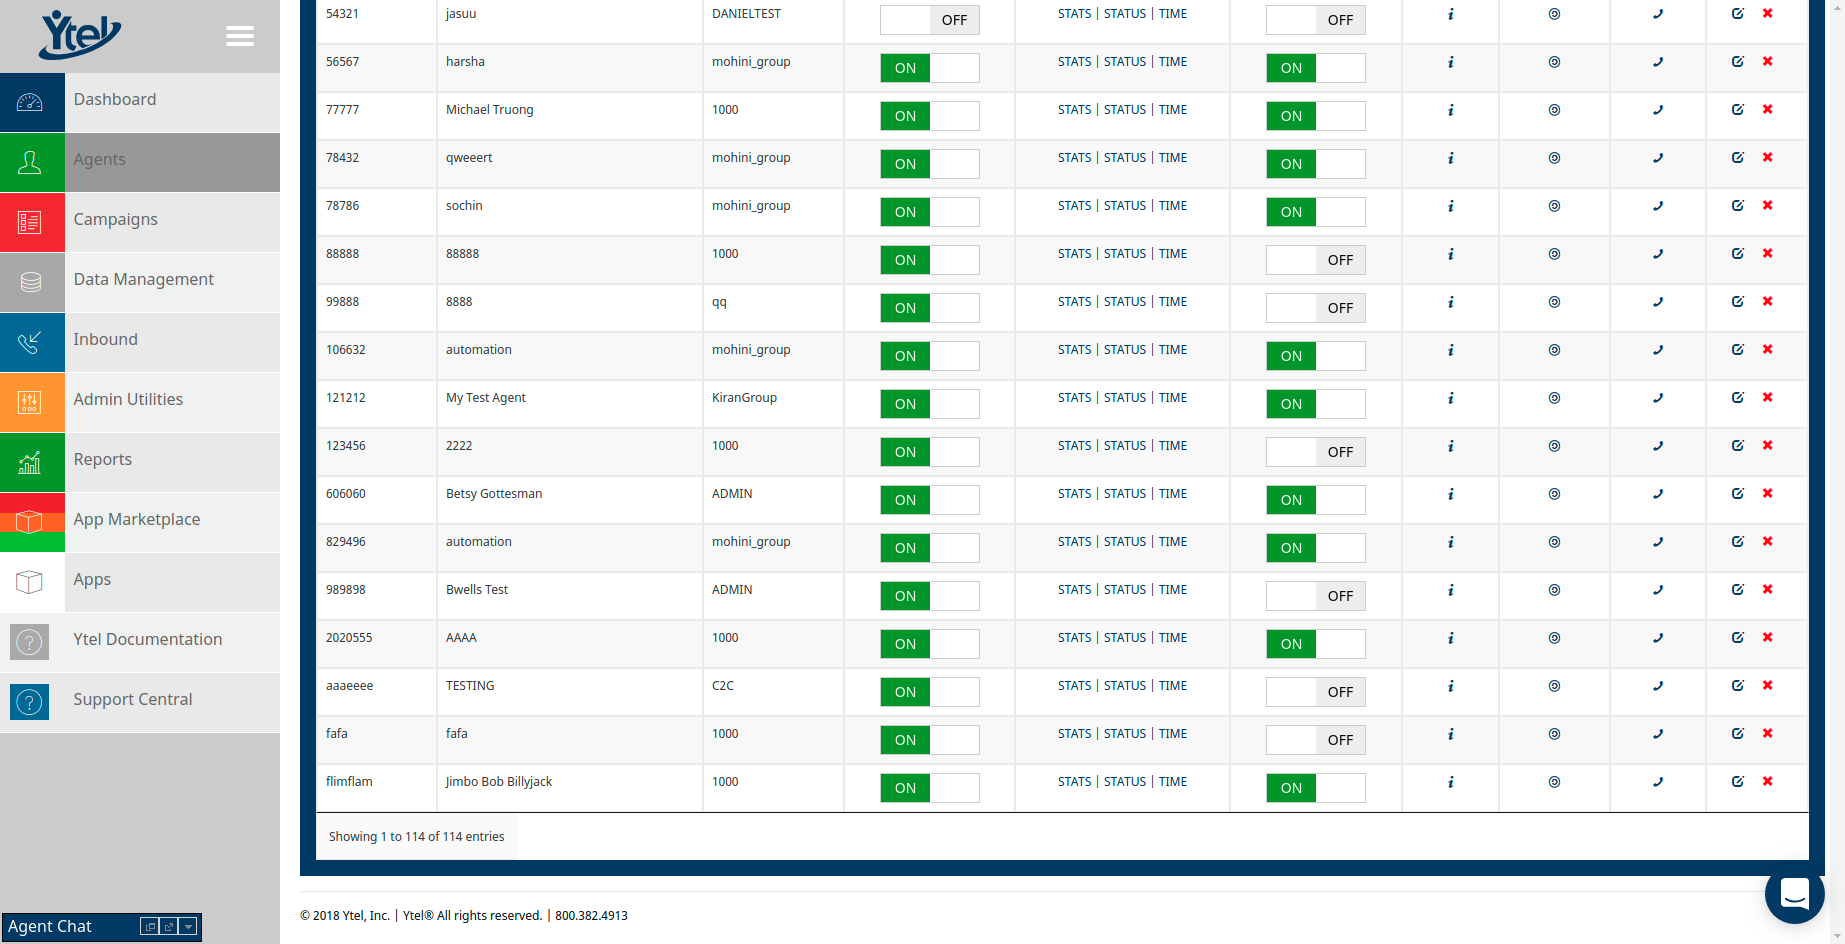 Ytel
Dashboard
Agents
Campaigns
Data Management
Inbound
Admin Utilities
Reports
App Marketplace
Apps
? Ytel Documentation
? Support Central
Agent Chat
54321 jasuu DANIELTEST OFF STATS | STATUS | TIME OFF
56567 harsha mohini_group ON STATS | STATUS | TIME ON
77777 Michael Truong 1000 ON STATS | STATUS | TIME ON
78432 qweeert mohini_group ON STATS | STATUS | TIME ON
78786 sochin mohini_group ON STATS | STATUS | TIME ON
88888 88888 1000 ON STATS | STATUS | TIME OFF
99888 8888 qq ON STATS | STATUS | TIME OFF
106632 automation mohini_group ON STATS | STATUS | TIME ON
121212 My Test Agent KiranGroup ON STATS | STATUS | TIME ON
123456 2222 1000 ON STATS | STATUS | TIME OFF
606060 Betsy Gottesman ADMIN ON STATS | STATUS | TIME ON
829496 automation mohini_group ON STATS | STATUS | TIME ON
989898 Bwells Test ADMIN ON STATS | STATUS | TIME OFF
2020555 AAAA 1000 ON STATS | STATUS | TIME ON
aaaeeee TESTING C2C ON STATS | STATUS | TIME OFF
fafa fafa 1000 ON STATS | STATUS | TIME OFF
flimflam Jimbo Bob Billyjack 1000 ON STATS | STATUS | TIME ON
Showing 1 to 114 of 114 entries
© 2018 Ytel, Inc. | Ytel® All rights reserved. | 800.382.4913